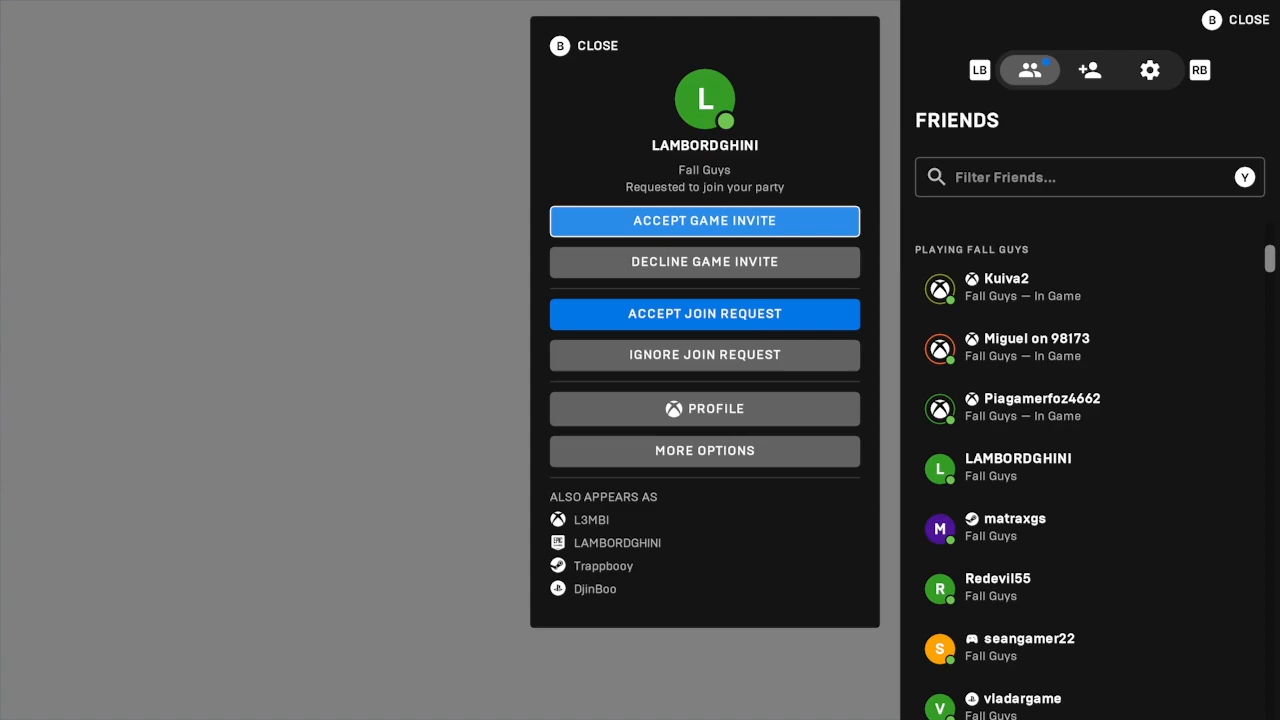 B CLOSE
L
LAMBORDGHINI
Fall Guys
Requested to join your party
ACCEPT GAME INVITE
DECLINE GAME INVITE
ACCEPT JOIN REQUEST
IGNORE JOIN REQUEST
PROFILE
MORE OPTIONS
ALSO APPEARS AS
L3MBI
EPIC LAMBORDGHINI
Trappbooy
DjinBoo
B CLOSE
LB RB
FRIENDS
Filter Friends... Y
PLAYING FALL GUYS
Kuiva2
Fall Guys — In Game
Miguel on 98173
Fall Guys — In Game
Piagamerfoz4662
Fall Guys — In Game
L LAMBORDGHINI
Fall Guys
M matraxgs
Fall Guys
R Redevil55
Fall Guys
S seangamer22
Fall Guys
V vladargame
Fall Guys